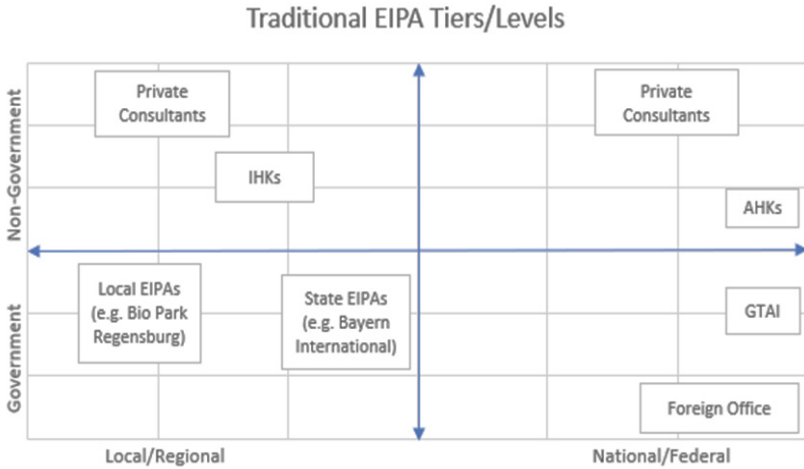 Traditional EIPA Tiers/Levels
Non-Government
Government
Private
Consultants
Private
Consultants
IHKs
AHKs
Local EIPAs
(e.g. Bio Park
Regensburg)
State EIPAs
(e.g. Bayern
International)
GTAI
Foreign Office
Local/Regional
National/Federal